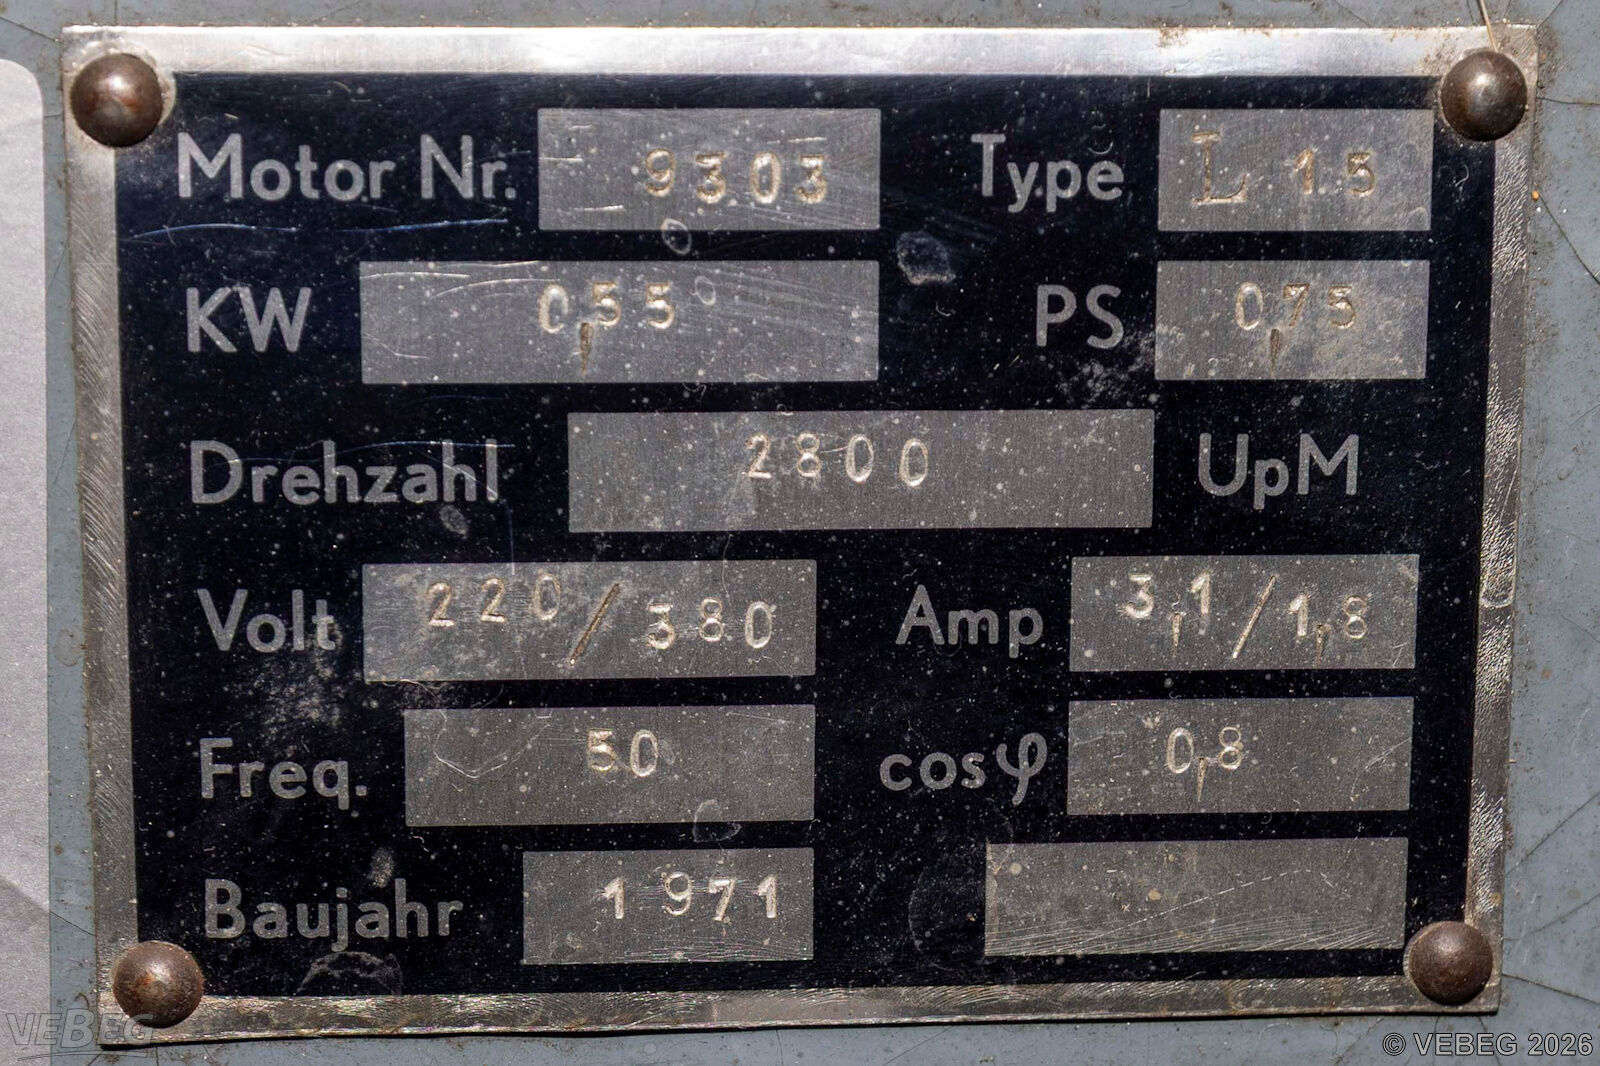 Motor Nr. 9303 Type L 15
KW 0,55 PS 0,75
Drehzahl 2800 UpM
Volt 220/380 Amp 3,1/1,8
Freq. 50 cosφ 0,8
Baujahr 1971
VEBEG
© VEBEG 2026